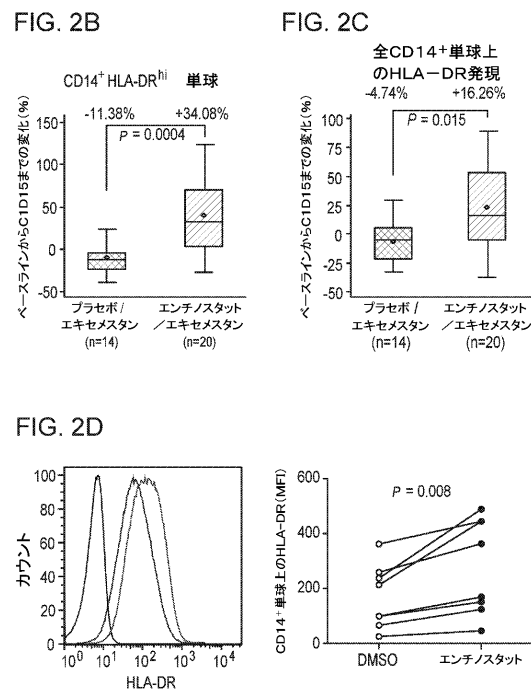 FIG. 2B
CD14+ HLA-DRhi 単球
-11.38% +34.08%
P = 0.0004
ベースラインからC1D15までの変化(%)
150
100
50
0
-50
プラセボ/ エンチノスタット
エキセメスタン /エキセメスタン
(n=14) (n=20)
FIG. 2C
全CD14+単球上
のHLA-DR発現
-4.74% +16.26%
P = 0.015
ベースラインからC1D15までの変化(%)
100
75
50
25
0
-25
-50
プラセボ/ エンチノスタット
エキセメスタン /エキセメスタン
(n=14) (n=20)
FIG. 2D
カウント
100
80
60
40
20
0
100 101 102 103 104
HLA-DR
P = 0.008
CD14+単球上のHLA-DR(MFI)
600
400
200
0
DMSO エンチノスタット